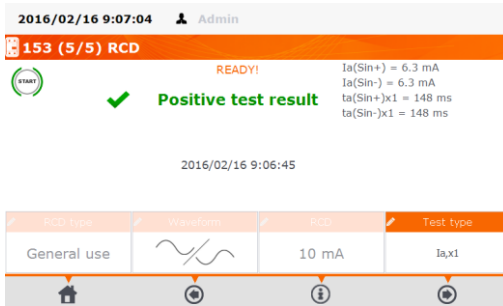 2016/02/16 9:07:04 Admin
153 (5/5) RCD
START
READY!
Positive test result
Ia(Sin+) = 6.3 mA
Ia(Sin-) = 6.3 mA
ta(Sin+)x1 = 148 ms
ta(Sin-)x1 = 148 ms
2016/02/16 9:06:45
RCD type Waveform RCD Test type
General use 10 mA Ia,x1